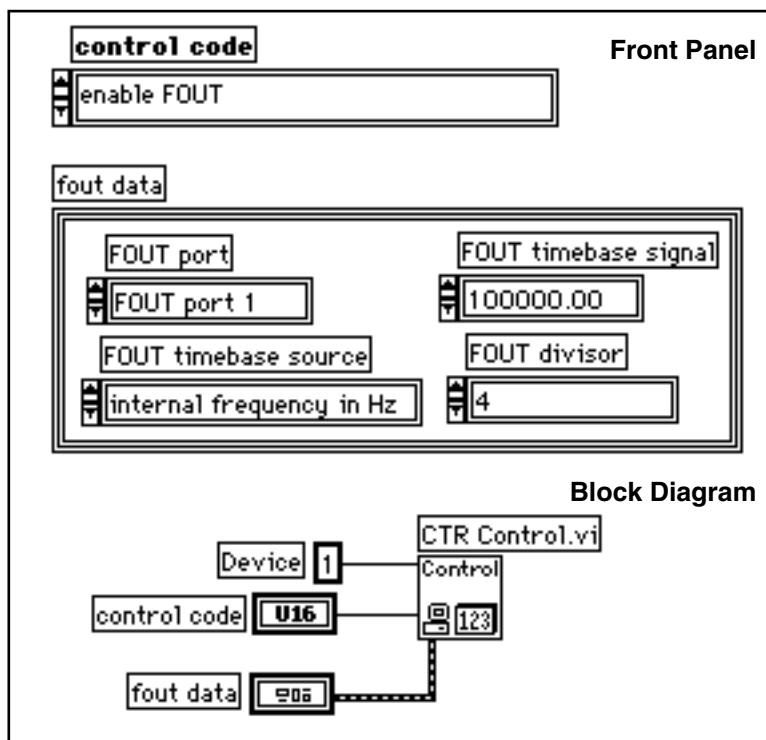 control code
Front Panel
enable FOUT
fout data
FOUT port
FOUT timebase signal
FOUT port 1
100000.00
FOUT timebase source
FOUT divisor
internal frequency in Hz
4
Block Diagram
CTR Control.vi
Device 1
Control
control code U16
123
fout data